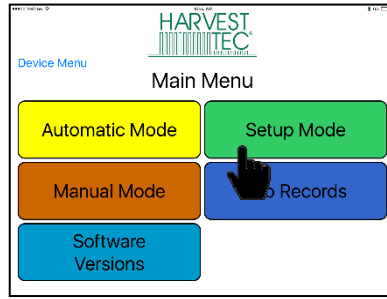 HARVEST
TEC
Device Menu
Main Menu
Automatic Mode
Setup Mode
Manual Mode
Records
Software
Versions